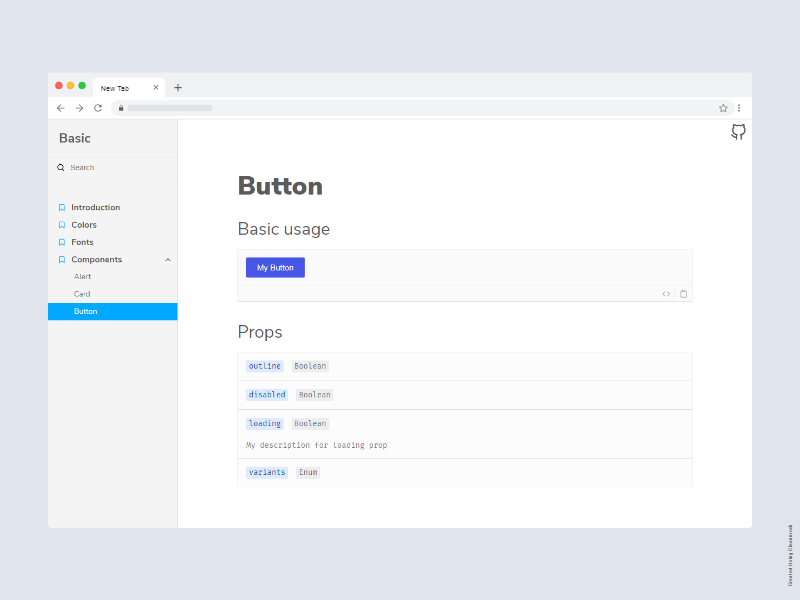 New Tab
Basic
Search
Introduction
Colors
Fonts
Components
Alert
Card
Button
Button
Basic usage
My Button
Props
outline Boolean
disabled Boolean
loading Boolean
My description for loading prop
variants Enum
Created Using